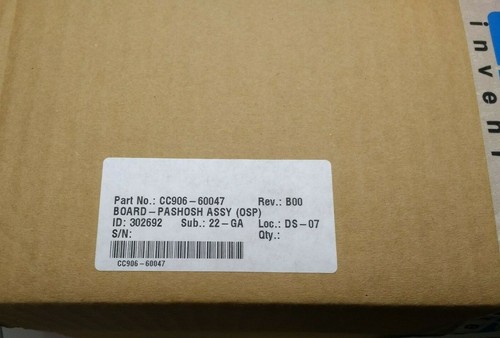 invent
Part No.: CC906-60047 Rev.: B00
BOARD-PASHOSH ASSY (OSP)
ID: 302692 Sub.: 22-GA Loc.: DS-07
S/N: Qty.:
CC906-60047